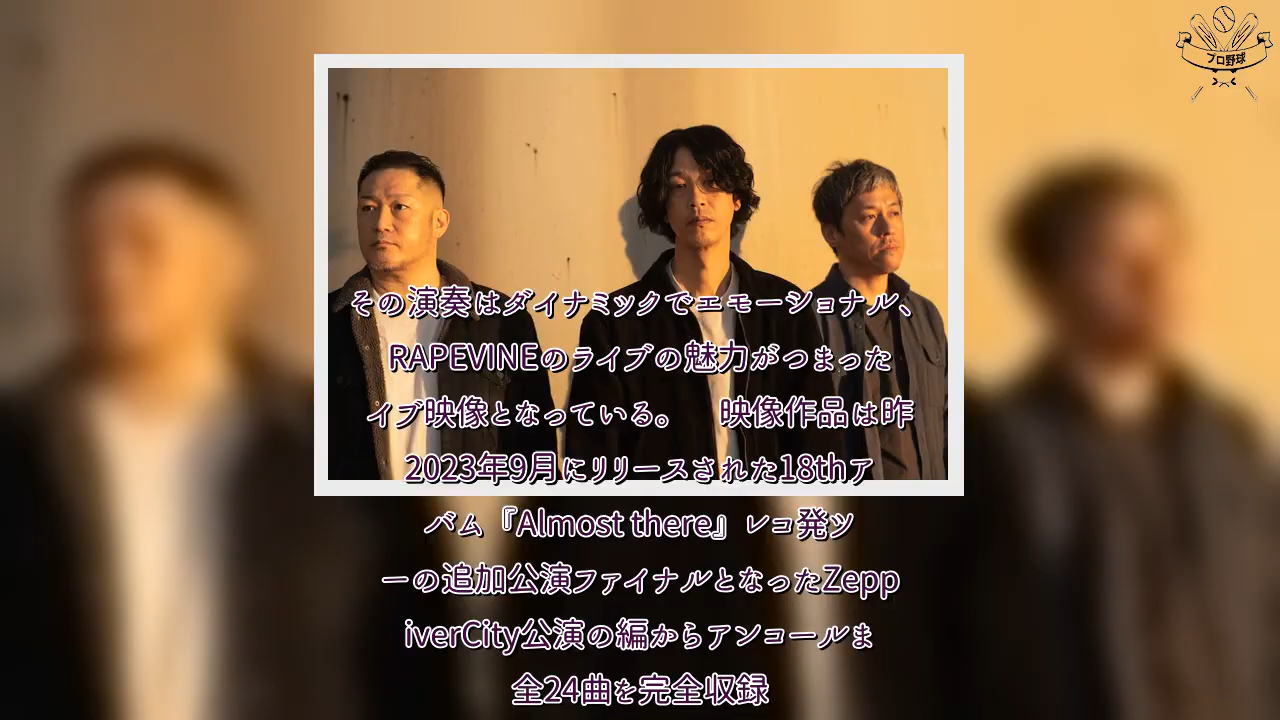 プロ野球
その演奏はダイナミックでエモーショナル、
RAPEVINEのライブの魅力がつまった
イブ映像となっている。　映像作品は昨
2023年9月にリリースされた18thア
バム『Almost there』レコ発ツ
ーの追加公演ファイナルとなったZepp
iverCity公演の編からアンコールま
全24曲を完全収録